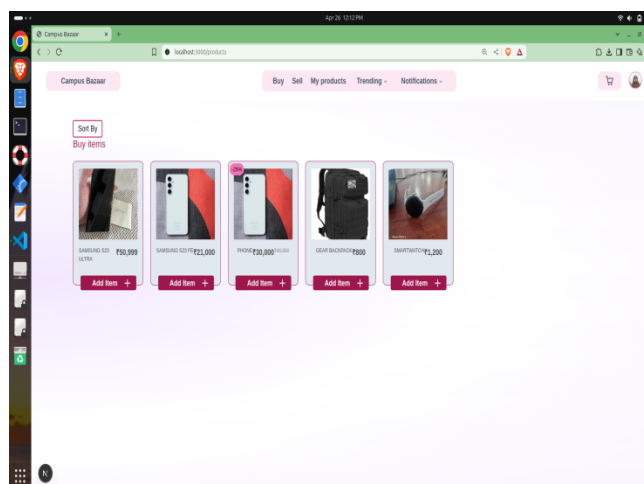 Apr 26 12:12 PM
Campus Bazaar
localhost:3000/products
Campus Bazaar
Buy Sell My products Trending Notifications
Sort By
Buy items
SAMSUNG S23 ULTRA ₹50,999
SAMSUNG S23 FE ₹21,000
PHONE ₹30,000
GEAR BACKPACK ₹800
SMARTWATCH ₹1,200
Add Item + Add Item + Add Item + Add Item + Add Item +
N